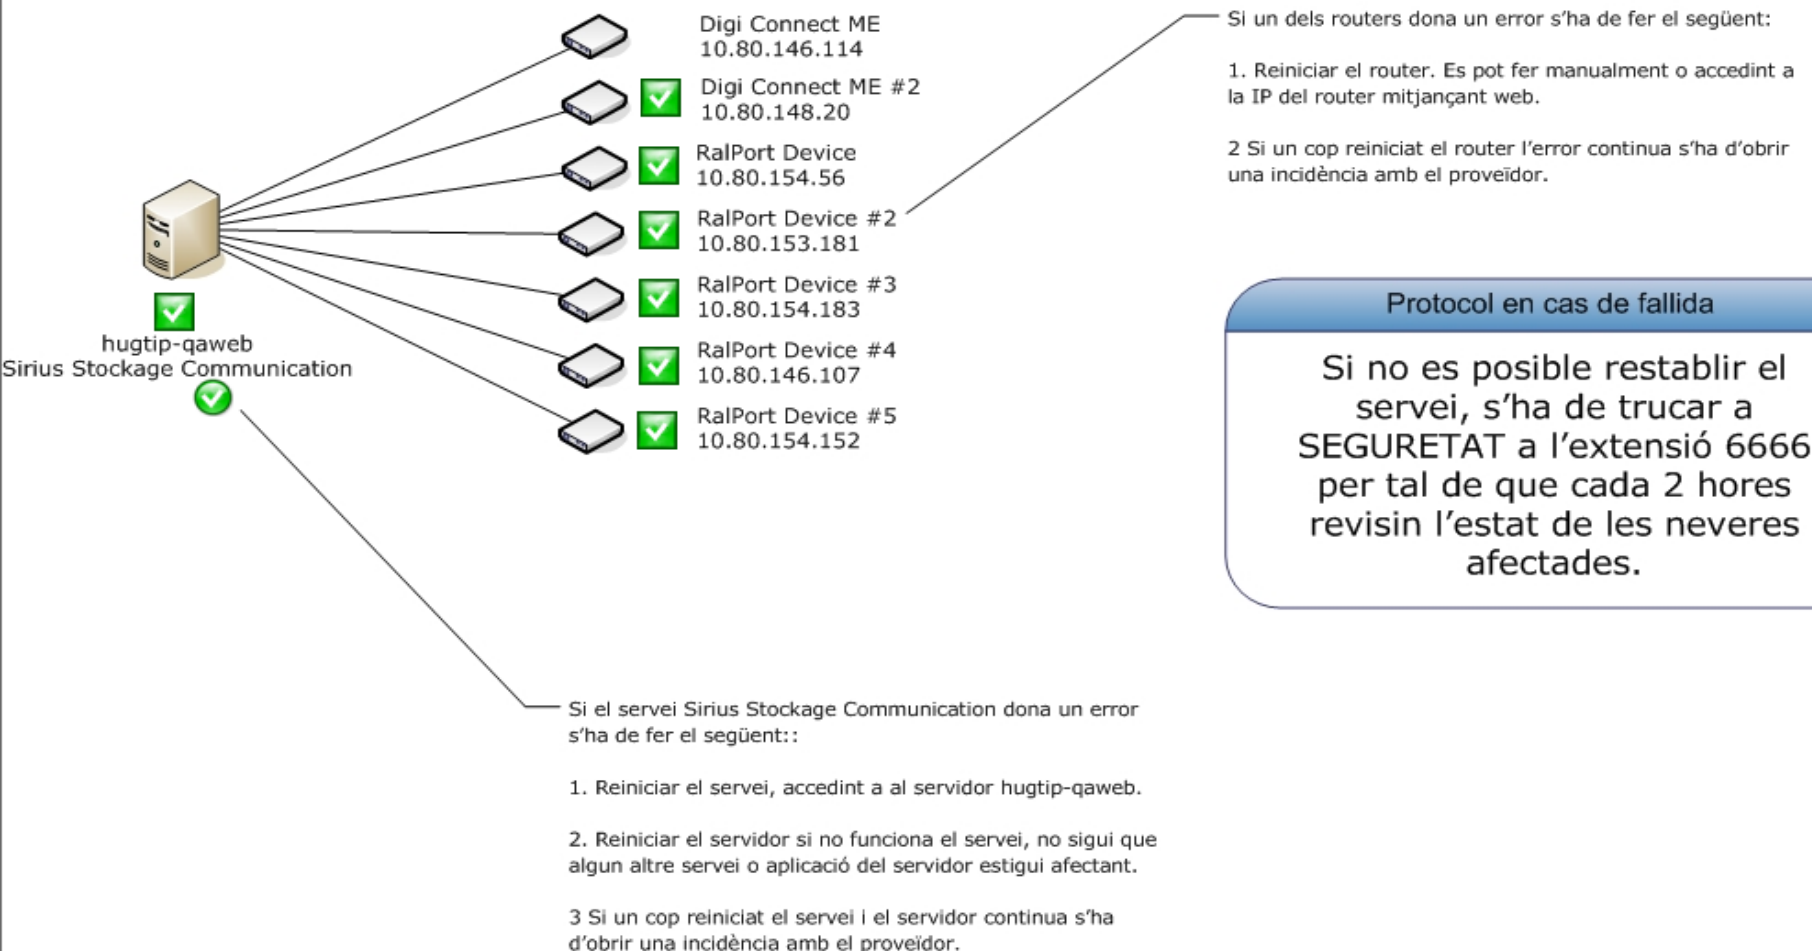 Digi Connect ME
10.80.146.114
Digi Connect ME #2
10.80.148.20
RalPort Device
10.80.154.56
RalPort Device #2
10.80.153.181
RalPort Device #3
10.80.154.183
RalPort Device #4
10.80.146.107
RalPort Device #5
10.80.154.152
hugtip-qaweb
Sirius Stockage Communication
Si un dels routers dona un error s’ha de fer el següent:
1. Reiniciar el router. Es pot fer manualment o accedint a
la IP del router mitjançant web.
2 Si un cop reiniciat el router l’error continua s’ha d’obrir
una incidència amb el proveïdor.
Protocol en cas de fallida
Si no es posible restablir el
servei, s’ha de trucar a
SEGURETAT a l’extensió 6666
per tal de que cada 2 hores
revisin l’estat de les neveres
afectades.
Si el servei Sirius Stockage Communication dona un error
s’ha de fer el següent::
1. Reiniciar el servei, accedint a al servidor hugtip-qaweb.
2. Reiniciar el servidor si no funciona el servei, no sigui que
algun altre servei o aplicació del servidor estigui afectant.
3 Si un cop reiniciat el servei i el servidor continua s’ha
d’obrir una incidència amb el proveïdor.